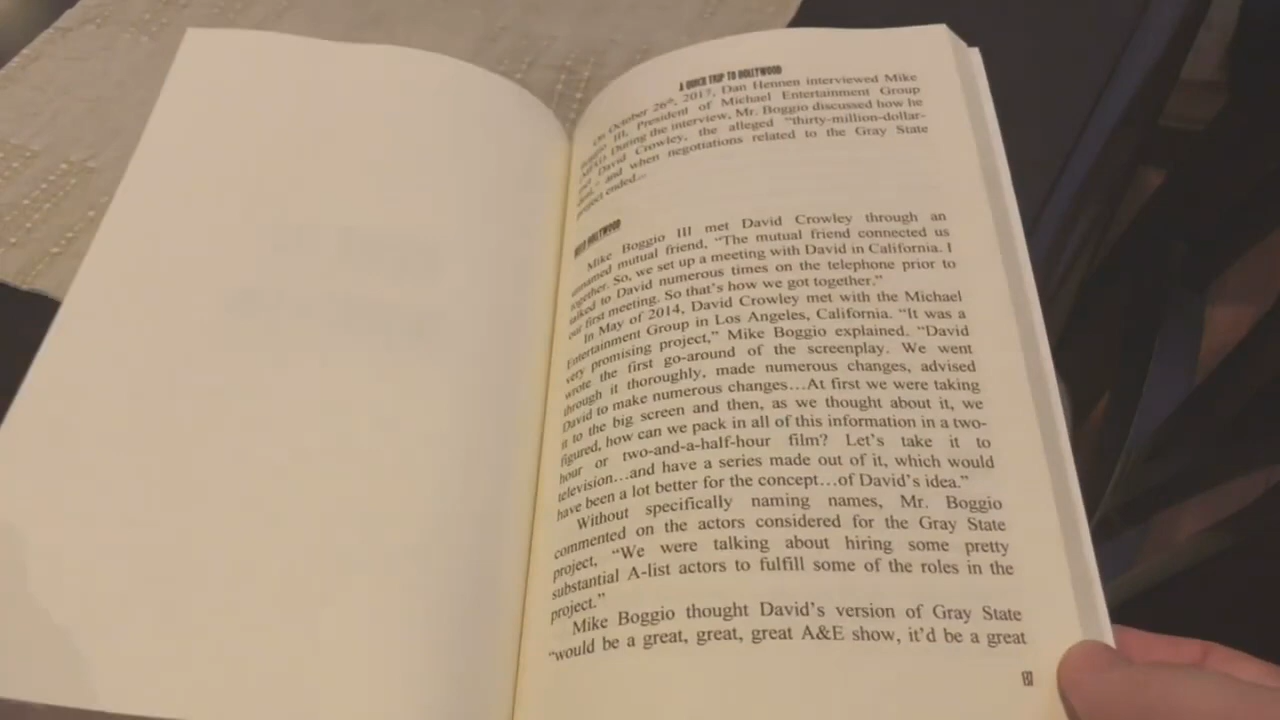 A QUICK TRIP TO HOLLYWOOD
On October 26th, 2017, Dan Hennen interviewed Mike
Boggio III, President of Michael Entertainment Group
(MEG). During the interview, Mr. Boggio discussed how he
met David Crowley, the alleged “thirty-million-dollar-
deal,” and when negotiations related to the Gray State
project ended...
HOLLYWOOD
Mike Boggio III met David Crowley through an
unnamed mutual friend, “The mutual friend connected us
together. So, we set up a meeting with David in California. I
talked to David numerous times on the telephone prior to
our first meeting. So that’s how we got together.”
In May of 2014, David Crowley met with the Michael
Entertainment Group in Los Angeles, California. “It was a
very promising project,” Mike Boggio explained. “David
wrote the first go-around of the screenplay. We went
through it thoroughly, made numerous changes, advised
David to make numerous changes…At first we were taking
it to the big screen and then, as we thought about it, we
figured, how can we pack in all of this information in a two-
hour or two-and-a-half-hour film? Let’s take it to
television…and have a series made out of it, which would
have been a lot better for the concept…of David’s idea.”
Without specifically naming names, Mr. Boggio
commented on the actors considered for the Gray State
project, “We were talking about hiring some pretty
substantial A-list actors to fulfill some of the roles in the
project.”
Mike Boggio thought David’s version of Gray State
“would be a great, great, great A&E show, it’d be a great